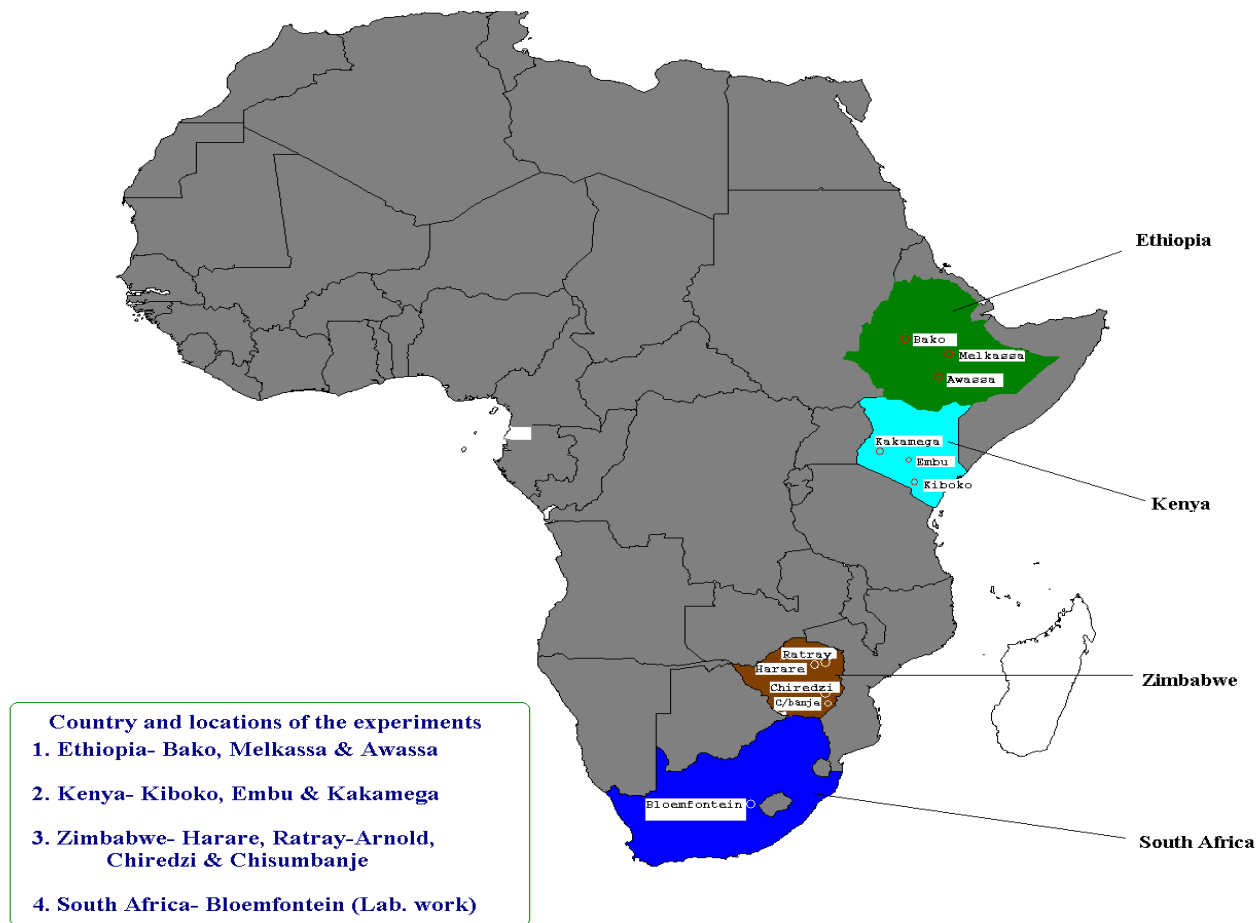 Ethiopia
Bako
Melkassa
Awassa
Kakamega
Embu
Kiboko
Kenya
Ratray
Harare
Chiredzi
C/banje
Zimbabwe
Bloemfontein
South Africa
Country and locations of the experiments
1. Ethiopia- Bako, Melkassa & Awassa
2. Kenya- Kiboko, Embu & Kakamega
3. Zimbabwe- Harare, Ratray-Arnold,
Chiredzi & Chisumbanje
4. South Africa- Bloemfontein (Lab. work)